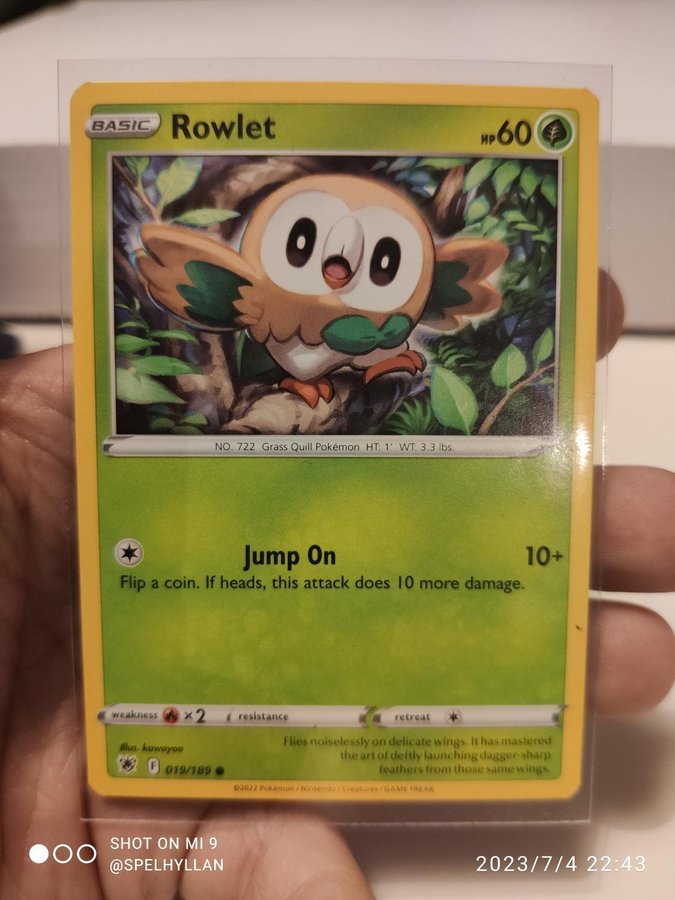 BASIC Rowlet HP60
NO. 722 Grass Quill Pokémon HT: 1' WT: 3.3 lbs.
Jump On 10+
Flip a coin. If heads, this attack does 10 more damage.
weakness ×2 resistance retreat
Illus. kawayoo
Flies noiselessly on delicate wings. It has mastered
the art of deftly launching dagger-sharp
feathers from those same wings.
F 019/189
©2022 Pokémon / Nintendo / Creatures / GAME FREAK
SHOT ON MI 9
@SPELHYLLAN
2023/7/4 22:43